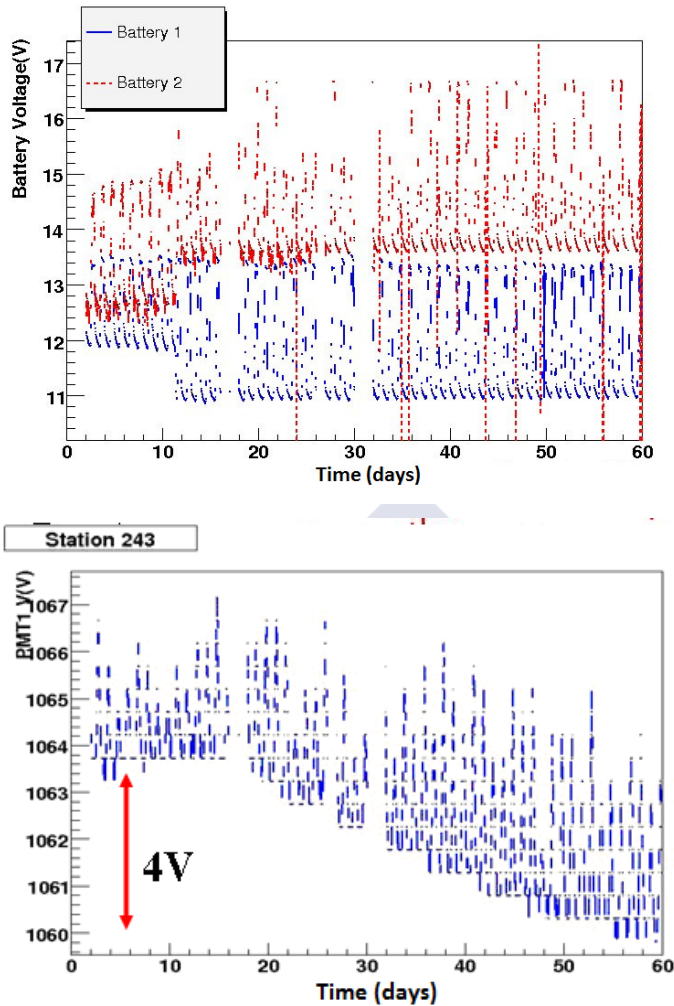 Battery 1
Battery 2
Battery Voltage(V)
17
16
15
14
13
12
11
0 10 20 30 40 50 60
Time (days)
Station 243
PMT1_V(V)
1067
1066
1065
1064
1063
1062
1061
1060
4V
0 10 20 30 40 50 60
Time (days)